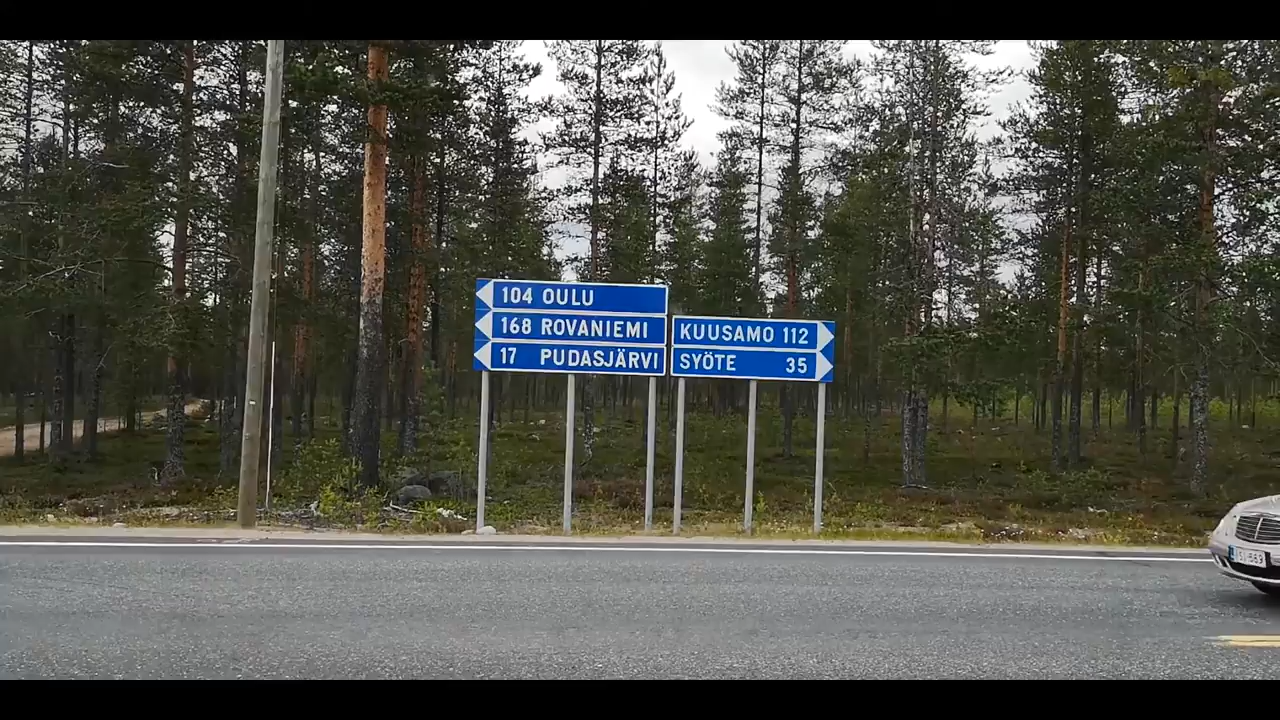 104 OULU
168 ROVANIEMI
17 PUDASJÄRVI
KUUSAMO 112
SYÖTE 35